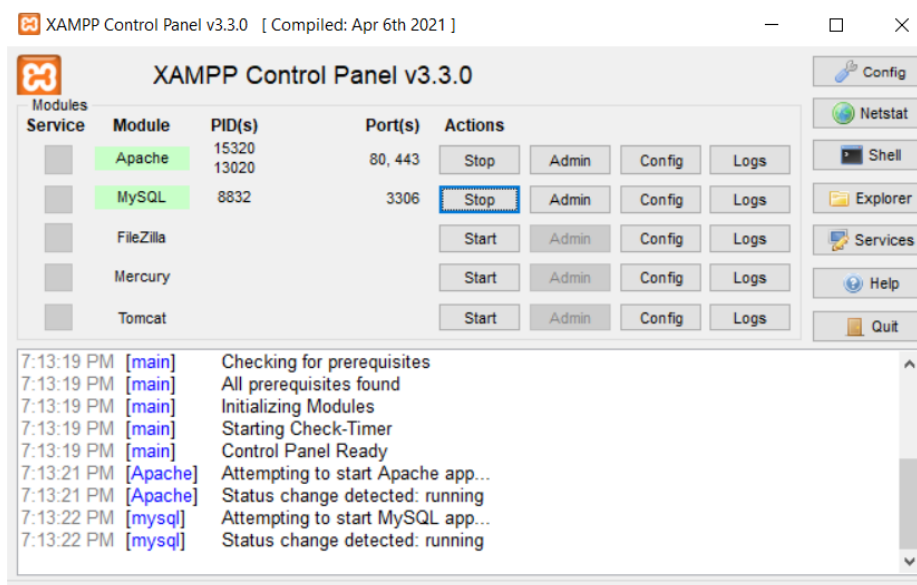 XAMPP Control Panel v3.3.0 [ Compiled: Apr 6th 2021 ]
XAMPP Control Panel v3.3.0
Config
Modules
Service Module PID(s) Port(s) Actions
Netstat
Apache 15320 13020 80, 443 Stop Admin Config Logs
Shell
MySQL 8832 3306 Stop Admin Config Logs
Explorer
FileZilla Start Admin Config Logs
Services
Mercury Start Admin Config Logs
Help
Tomcat Start Admin Config Logs
Quit
7:13:19 PM [main] Checking for prerequisites
7:13:19 PM [main] All prerequisites found
7:13:19 PM [main] Initializing Modules
7:13:19 PM [main] Starting Check-Timer
7:13:19 PM [main] Control Panel Ready
7:13:21 PM [Apache] Attempting to start Apache app...
7:13:21 PM [Apache] Status change detected: running
7:13:22 PM [mysql] Attempting to start MySQL app...
7:13:22 PM [mysql] Status change detected: running